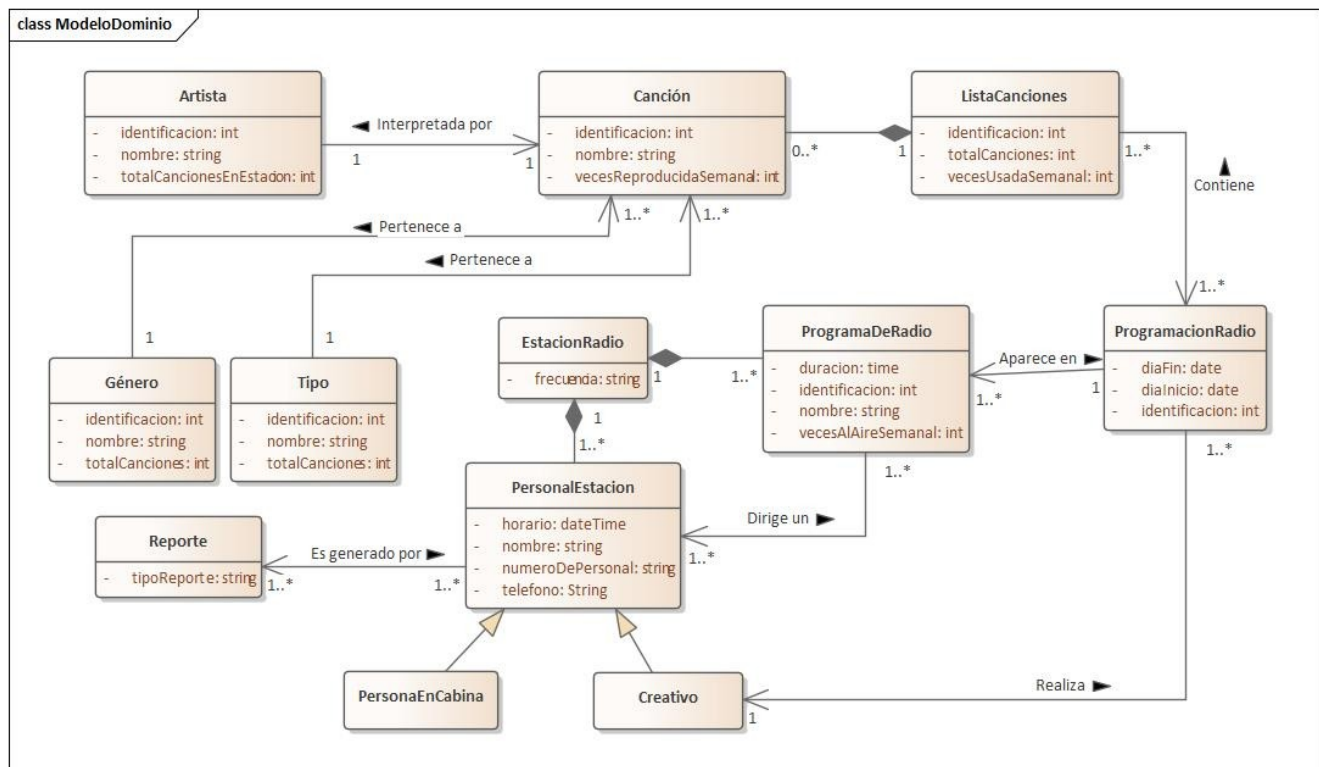 class ModeloDominio
Artista
- identificacion: int
- nombre: string
- totalCancionesEnEstacion: int
◄ Interpretada por
1
1
Canción
- identificacion: int
- nombre: string
- vecesReproducidaSemanal: int
0..*
1
ListaCanciones
- identificacion: int
- totalCanciones: int
- vecesUsadaSemanal: int
1..*
▲
Contiene
1..*
1..*
1..*
◄ Pertenece a
◄ Pertenece a
1
1
Género
- identificacion: int
- nombre: string
- totalCanciones: int
Tipo
- identificacion: int
- nombre: string
- totalCanciones: int
EstacionRadio
- frecuencia: string
1
1..*
1
1..*
ProgramaDeRadio
- duracion: time
- identificacion: int
- nombre: string
- vecesAlAireSemanal: int
Aparece en ►
1..*
1
ProgramacionRadio
- diaFin: date
- diaInicio: date
- identificacion: int
1..*
1..*
PersonalEstacion
- horario: dateTime
- nombre: string
- numeroDePersonal: string
- telefono: String
Dirige un ►
1..*
Reporte
- tipoReporte: string
Es generado por ►
1..*
1..*
PersonaEnCabina
Creativo
Realiza ►
1